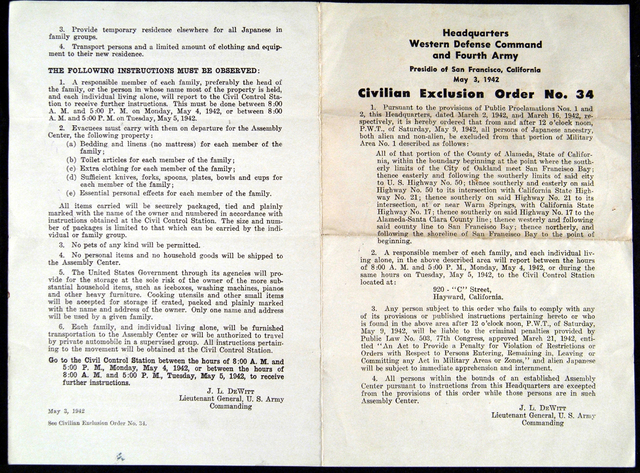 3. Provide temporary residence elsewhere for all Japanese in
family groups.
4. Transport persons and a limited amount of clothing and equip-
ment to their new residence.
THE FOLLOWING INSTRUCTIONS MUST BE OBSERVED:
1. A responsible member of each family, preferably the head of
the family, or the person in whose name most of the property is held,
and each individual living alone, will report to the Civil Control Sta-
tion to receive further instructions. This must be done between 8:00
A. M. and 5:00 P. M. on Monday, May 4, 1942, or between 8:00
A. M. and 5:00 P. M. on Tuesday, May 5, 1942.
2. Evacuees must carry with them on departure for the Assembly
Center, the following property:
(a) Bedding and linens (no mattress) for each member of the
family;
(b) Toilet articles for each member of the family;
(c) Extra clothing for each member of the family;
(d) Sufficient knives, forks, spoons, plates, bowls and cups for
each member of the family;
(e) Essential personal effects for each member of the family.
All items carried will be securely packaged, tied and plainly
marked with the name of the owner and numbered in accordance with
instructions obtained at the Civil Control Station. The size and num-
ber of packages is limited to that which can be carried by the indi-
vidual or family group.
3. No pets of any kind will be permitted.
4. No personal items and no household goods will be shipped to
the Assembly Center.
5. The United States Government through its agencies will pro-
vide for the storage at the sole risk of the owner of the more sub-
stantial household items, such as iceboxes, washing machines, pianos
and other heavy furniture. Cooking utensils and other small items
will be accepted for storage if crated, packed and plainly marked
with the name and address of the owner. Only one name and address
will be used by a given family.
6. Each family, and individual living alone, will be furnished
transportation to the Assembly Center or will be authorized to travel
by private automobile in a supervised group. All instructions pertain-
ing to the movement will be obtained at the Civil Control Station.
Go to the Civil Control Station between the hours of 8:00 A. M. and
5:00 P. M., Monday, May 4, 1942, or between the hours of
8:00 A. M. and 5:00 P. M., Tuesday, May 5, 1942, to receive
further instructions.
J. L. DeWITT
Lieutenant General, U. S. Army
Commanding
May 3, 1942
See Civilian Exclusion Order No. 34.
Headquarters
Western Defense Command
and Fourth Army
Presidio of San Francisco, California
May 3, 1942
Civilian Exclusion Order No. 34
1. Pursuant to the provisions of Public Proclamations Nos. 1 and
2, this Headquarters, dated March 2, 1942, and March 16, 1942, re-
spectively, it is hereby ordered that from and after 12 o'clock noon,
P.W.T., of Saturday, May 9, 1942, all persons of Japanese ancestry,
both alien and non-alien, be excluded from that portion of Military
Area No. 1 described as follows:
All of that portion of the County of Alameda, State of Califor-
nia, within the boundary beginning at the point where the south-
erly limits of the City of Oakland meet San Francisco Bay;
thence easterly and following the southerly limits of said city
to U. S. Highway No. 50; thence southerly and easterly on said
Highway No. 50 to its intersection with California State High-
way No. 21; thence southerly on said Highway No. 21 to its
intersection, at or near Warm Springs, with California State
Highway No. 17; thence southerly on said Highway No. 17 to the
Alameda-Santa Clara County line; thence westerly and following
said county line to San Francisco Bay; thence northerly, and
following the shoreline of San Francisco Bay to the point of
beginning.
2. A responsible member of each family, and each individual liv-
ing alone, in the above described area will report between the hours
of 8:00 A. M. and 5:00 P. M., Monday, May 4, 1942, or during the
same hours on Tuesday, May 5, 1942, to the Civil Control Station
located at:
920 - "C" Street,
Hayward, California.
3. Any person subject to this order who fails to comply with any
of its provisions or published instructions pertaining hereto or who
is found in the above area after 12 o'clock noon, P.W.T., of Saturday,
May 9, 1942, will be liable to the criminal penalties provided by
Public Law No. 503, 77th Congress, approved March 21, 1942, enti-
tled "An Act to Provide a Penalty for Violation of Restrictions or
Orders with Respect to Persons Entering, Remaining in, Leaving or
Committing any Act in Military Areas or Zones," and alien Japanese
will be subject to immediate apprehension and internment.
4. All persons within the bounds of an established Assembly
Center pursuant to instructions from this Headquarters are excepted
from the provisions of this order while those persons are in such
Assembly Center.
J. L. DeWITT
Lieutenant General, U. S. Army
Commanding